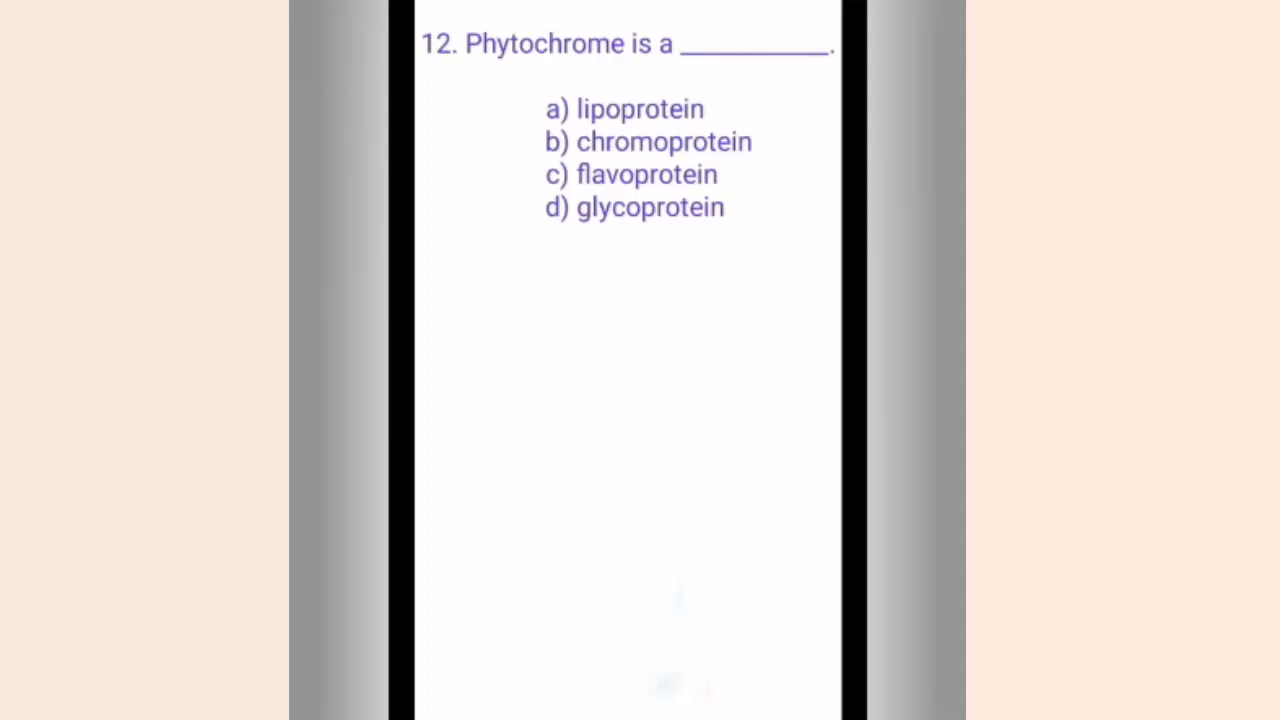 12. Phytochrome is a ___________.
a) lipoprotein
b) chromoprotein
c) flavoprotein
d) glycoprotein